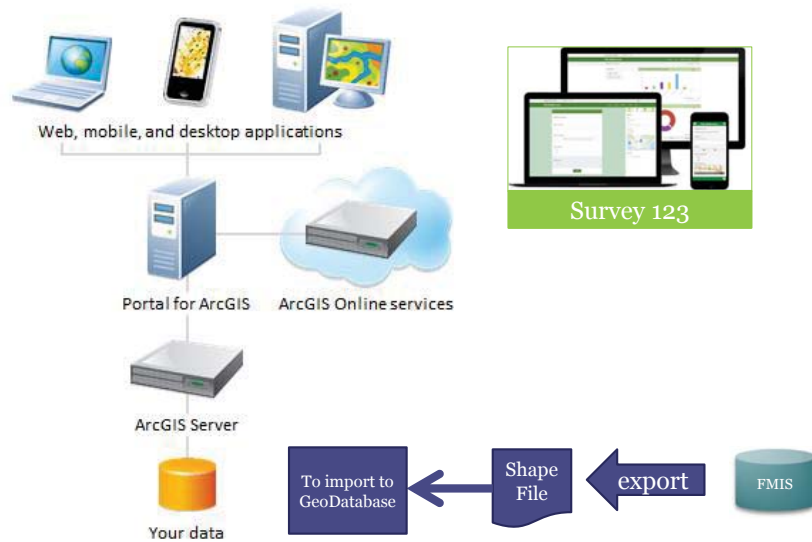 Web, mobile, and desktop applications
Survey 123
Portal for ArcGIS
ArcGIS Online services
ArcGIS Server
To import to
GeoDatabase
Shape
File
export
FMIS
Your data